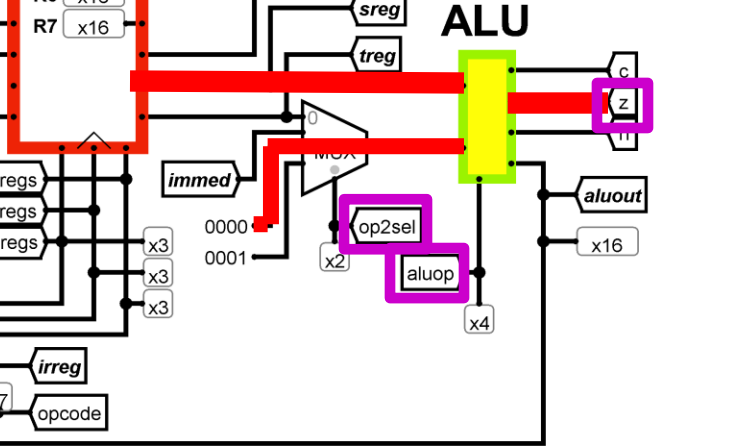 sreg
ALU
R7
x16
treg
c
z
0
MUX
immed
regs
aluout
regs
0000
op2sel
regs
x3
0001
x2
x16
x3
aluop
x3
x4
irreg
7
opcode